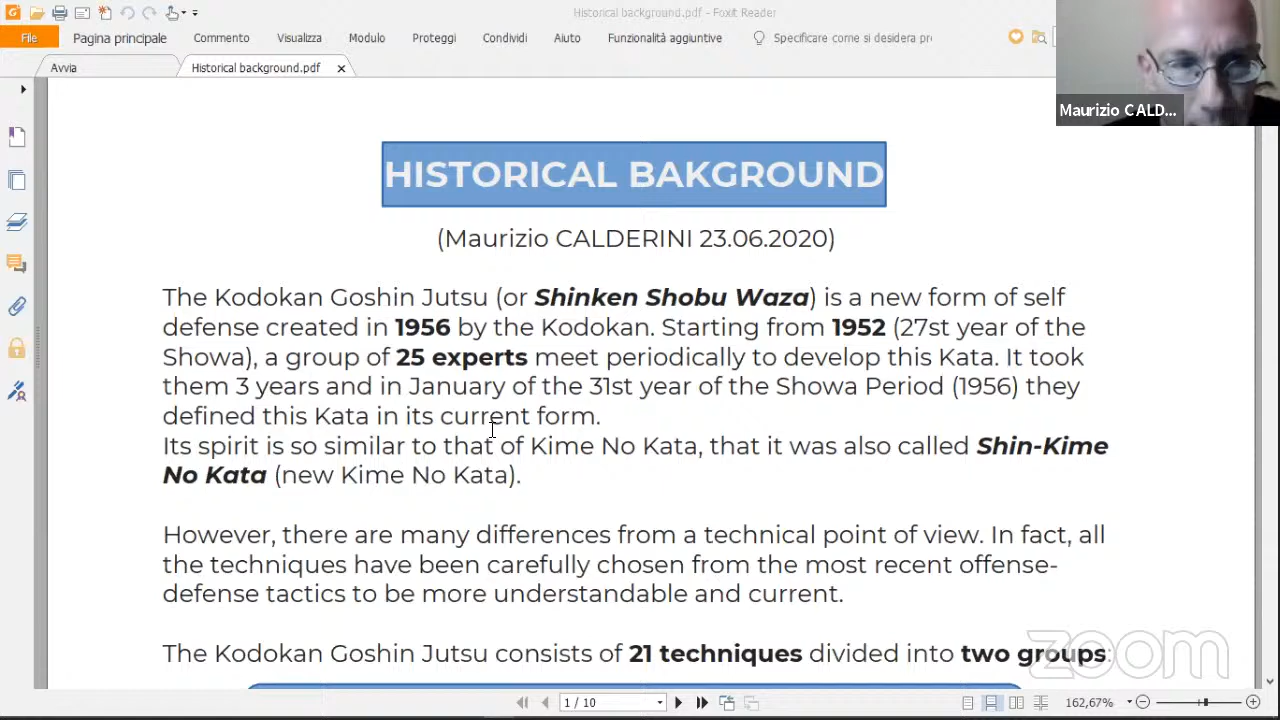 Historical background.pdf - Foxit Reader
File Pagina principale Commento Visualizza Modulo Proteggi Condividi Aiuto Funzionalità aggiuntive Specificare come si desidera pr
Avvia Historical background.pdf
Maurizio CALD...
HISTORICAL BAKGROUND
(Maurizio CALDERINI 23.06.2020)
The Kodokan Goshin Jutsu (or Shinken Shobu Waza) is a new form of self
defense created in 1956 by the Kodokan. Starting from 1952 (27st year of the
Showa), a group of 25 experts meet periodically to develop this Kata. It took
them 3 years and in January of the 31st year of the Showa Period (1956) they
defined this Kata in its current form.
Its spirit is so similar to that of Kime No Kata, that it was also called Shin-Kime
No Kata (new Kime No Kata).
However, there are many differences from a technical point of view. In fact, all
the techniques have been carefully chosen from the most recent offense-
defense tactics to be more understandable and current.
The Kodokan Goshin Jutsu consists of 21 techniques divided into two groups:
zoom
1 / 10 162,67%